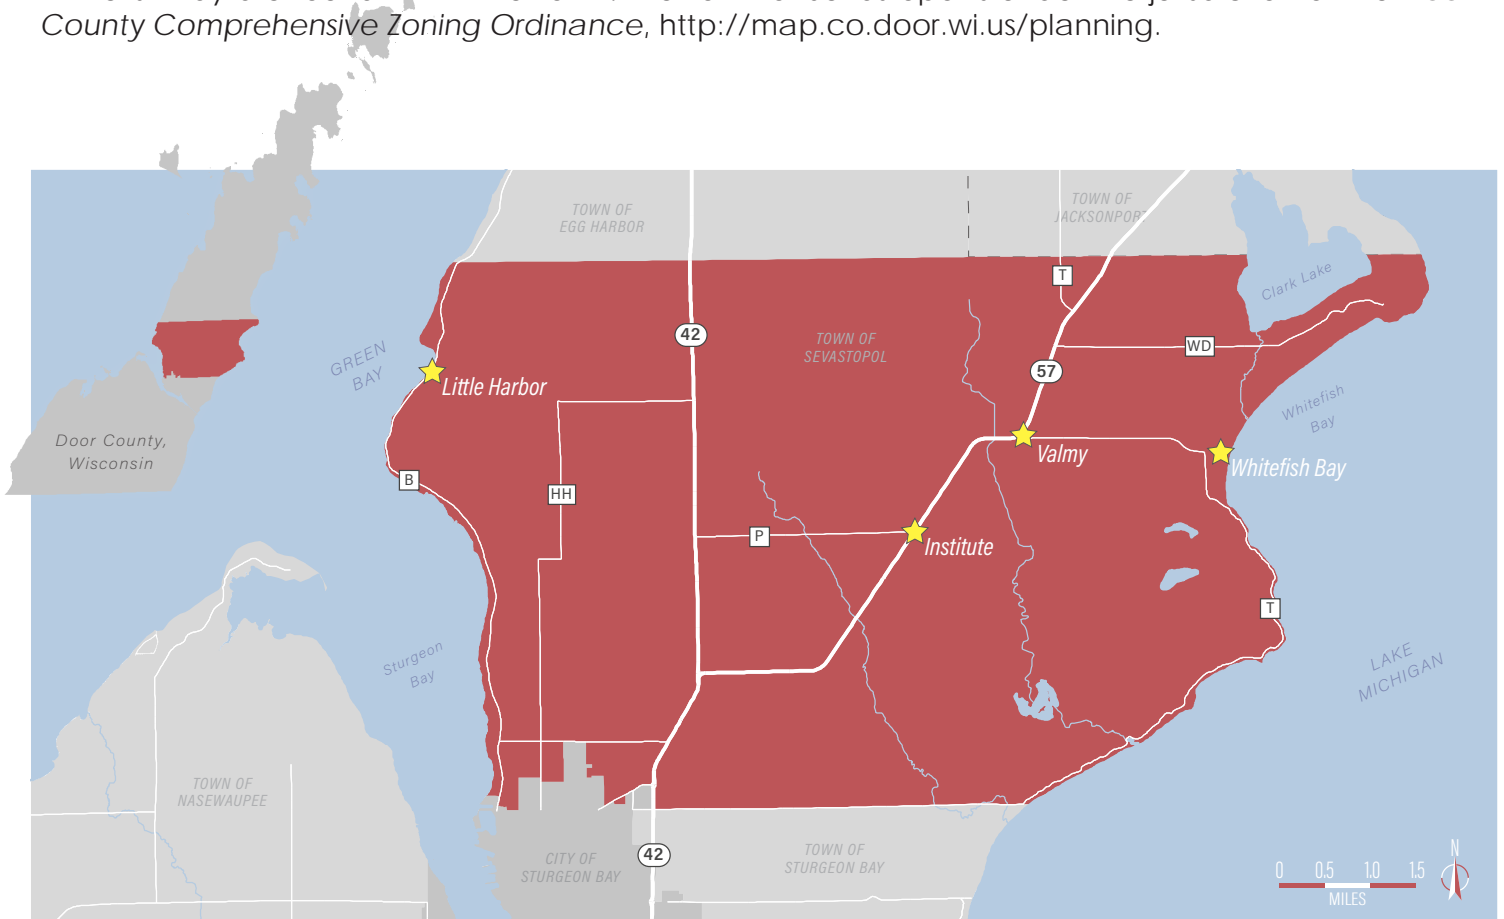 County Comprehensive Zoning Ordinance, http://map.co.door.wi.us/planning.
TOWN OF
EGG HARBOR
TOWN OF
JACKSONPORT
T
Clark Lake
42
TOWN OF
SEVASTOPOL
WD
57
GREEN
BAY
Little Harbor
Whitefish
Bay
Door County,
Wisconsin
Valmy
Whitefish Bay
B
HH
P
Institute
T
Sturgeon
Bay
LAKE
MICHIGAN
TOWN OF
NASEWAUPEE
CITY OF
STURGEON BAY
42
TOWN OF
STURGEON BAY
N
0 0.5 1.0 1.5
MILES